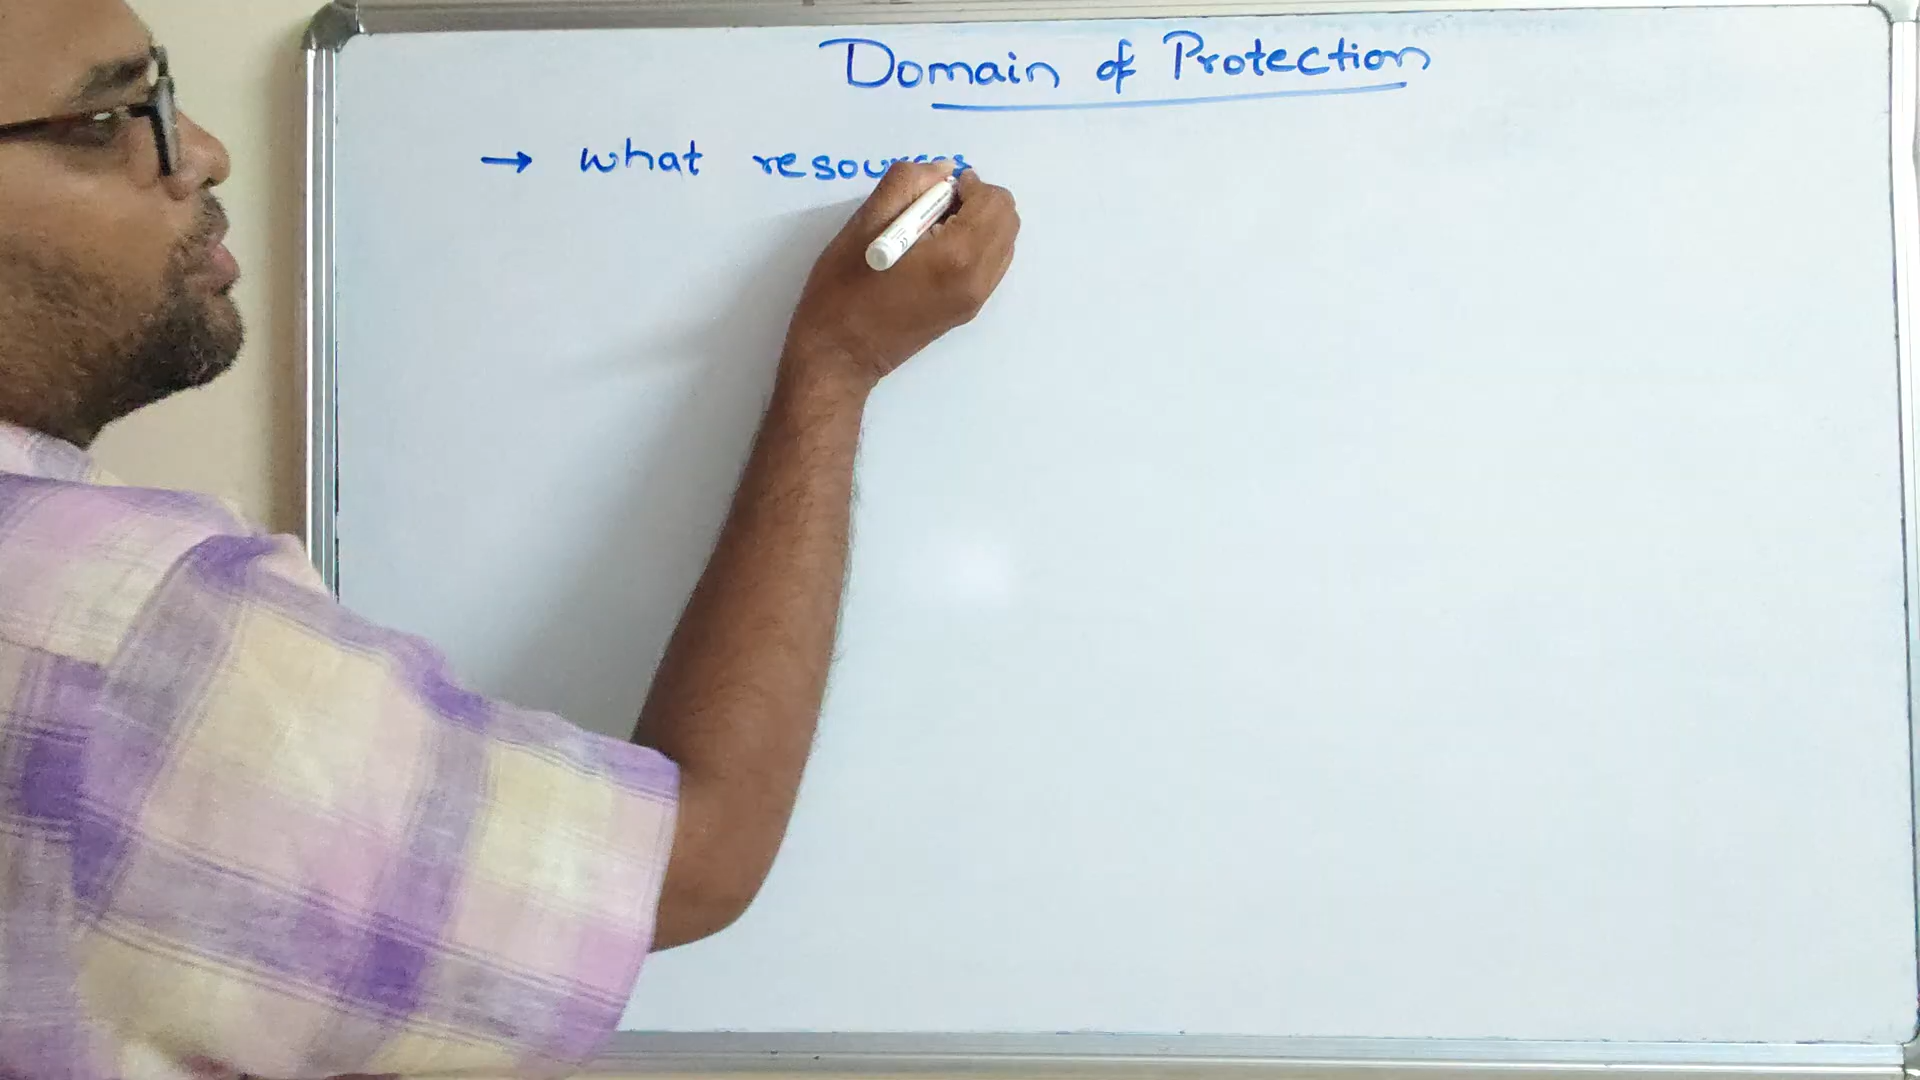 Domain of Protection
→ what resources